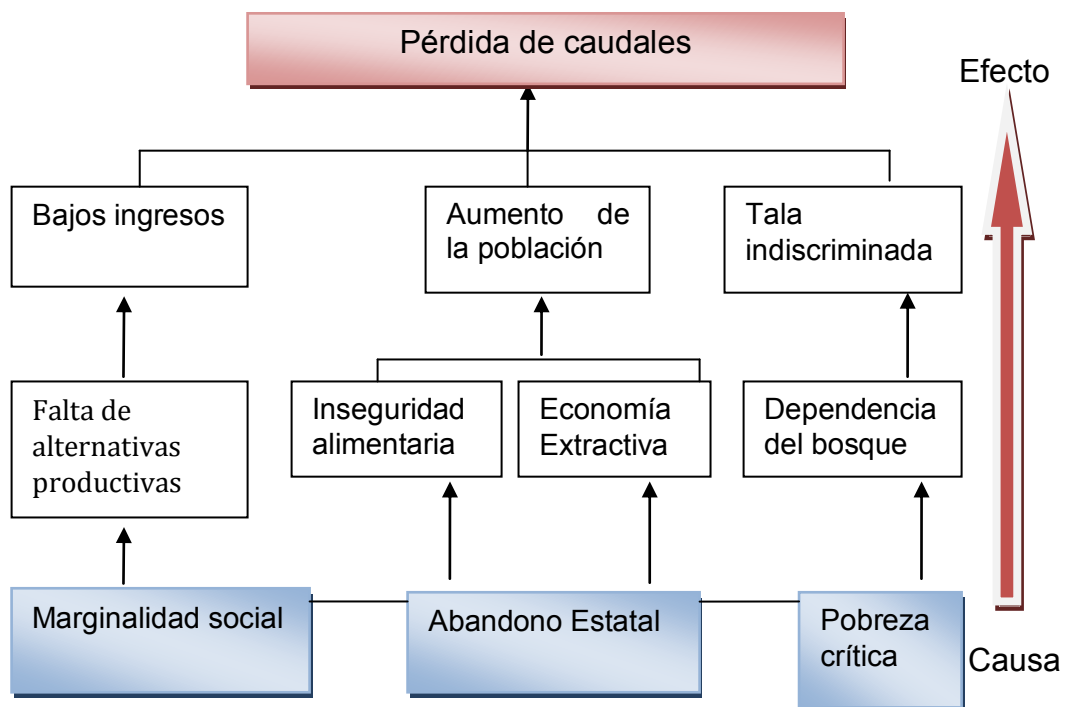 Pérdida de caudales
Efecto
Bajos ingresos
Aumento de
la población
Tala
indiscriminada
Falta de
alternativas
productivas
Inseguridad
alimentaria
Economía
Extractiva
Dependencia
del bosque
Marginalidad social
Abandono Estatal
Pobreza
crítica
Causa